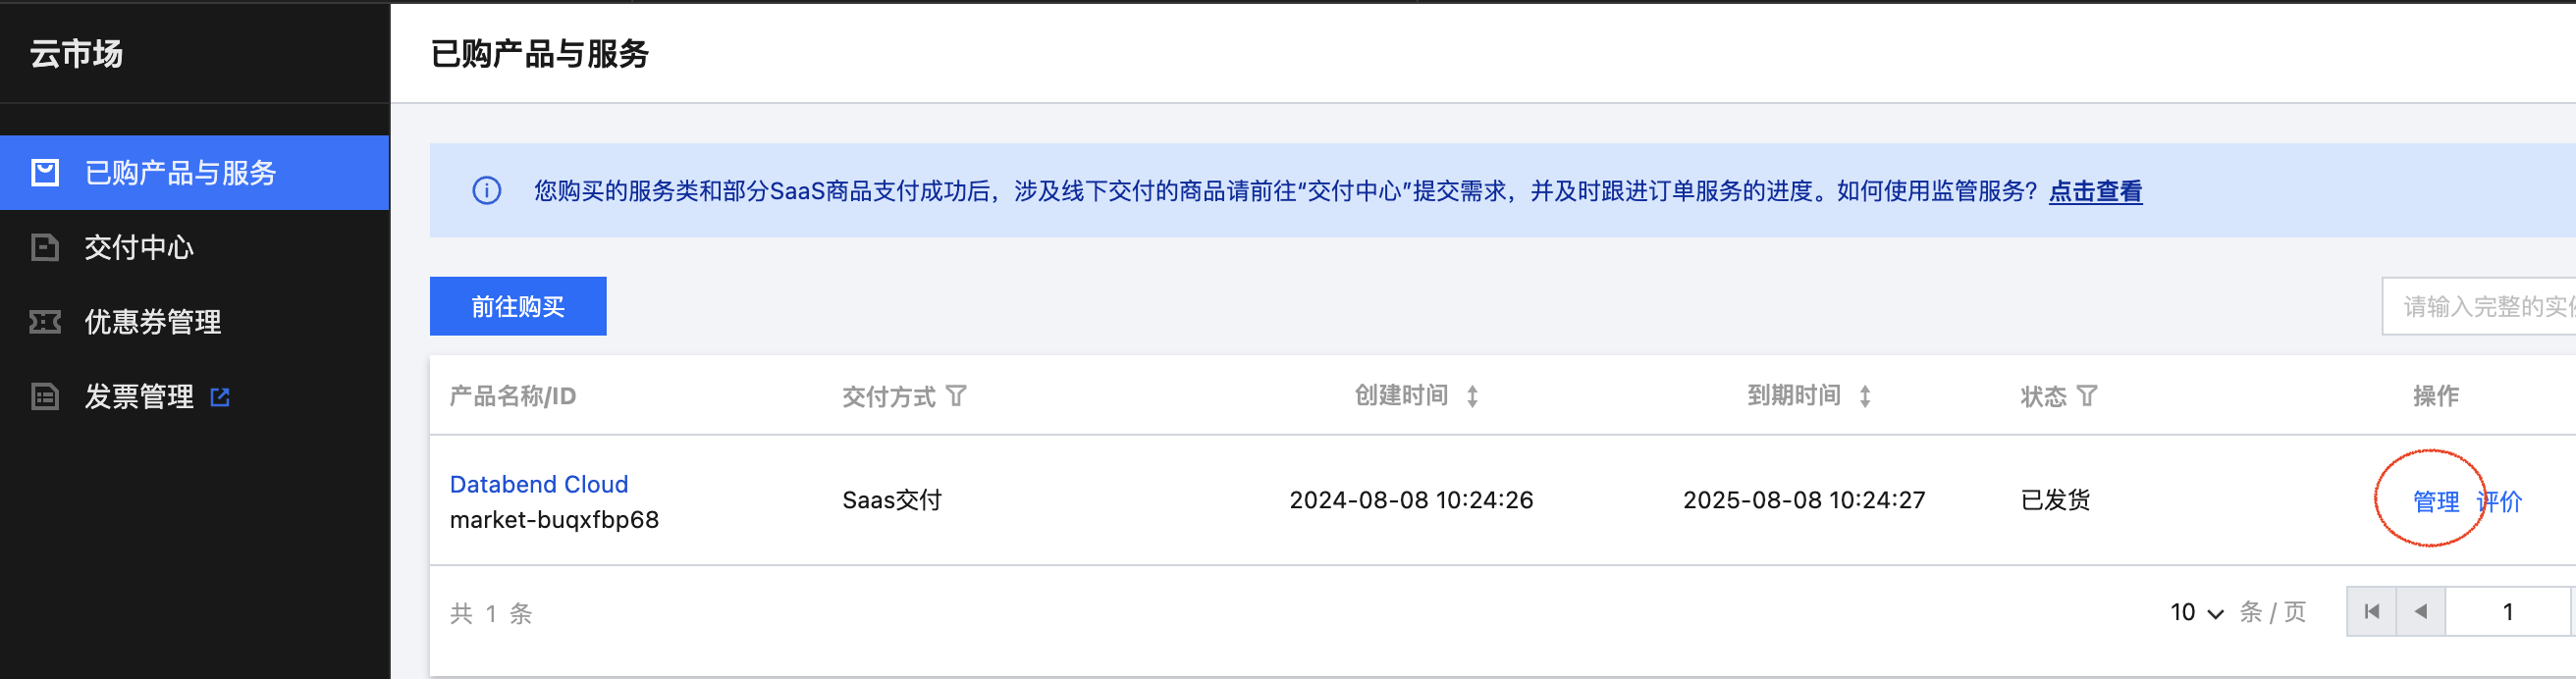 云市场
已购产品与服务
已购产品与服务
交付中心
优惠券管理
发票管理
您购买的服务类和部分SaaS商品支付成功后，涉及线下交付的商品请前往“交付中心”提交需求，并及时跟进订单服务的进度。如何使用监管服务？ 点击查看
前往购买
请输入完整的实
产品名称/ID 交付方式 创建时间 到期时间 状态 操作
Databend Cloud
market-buqxfbp68
Saas交付 2024-08-08 10:24:26 2025-08-08 10:24:27 已发货 管理 评价
共 1 条 10 条 / 页 1